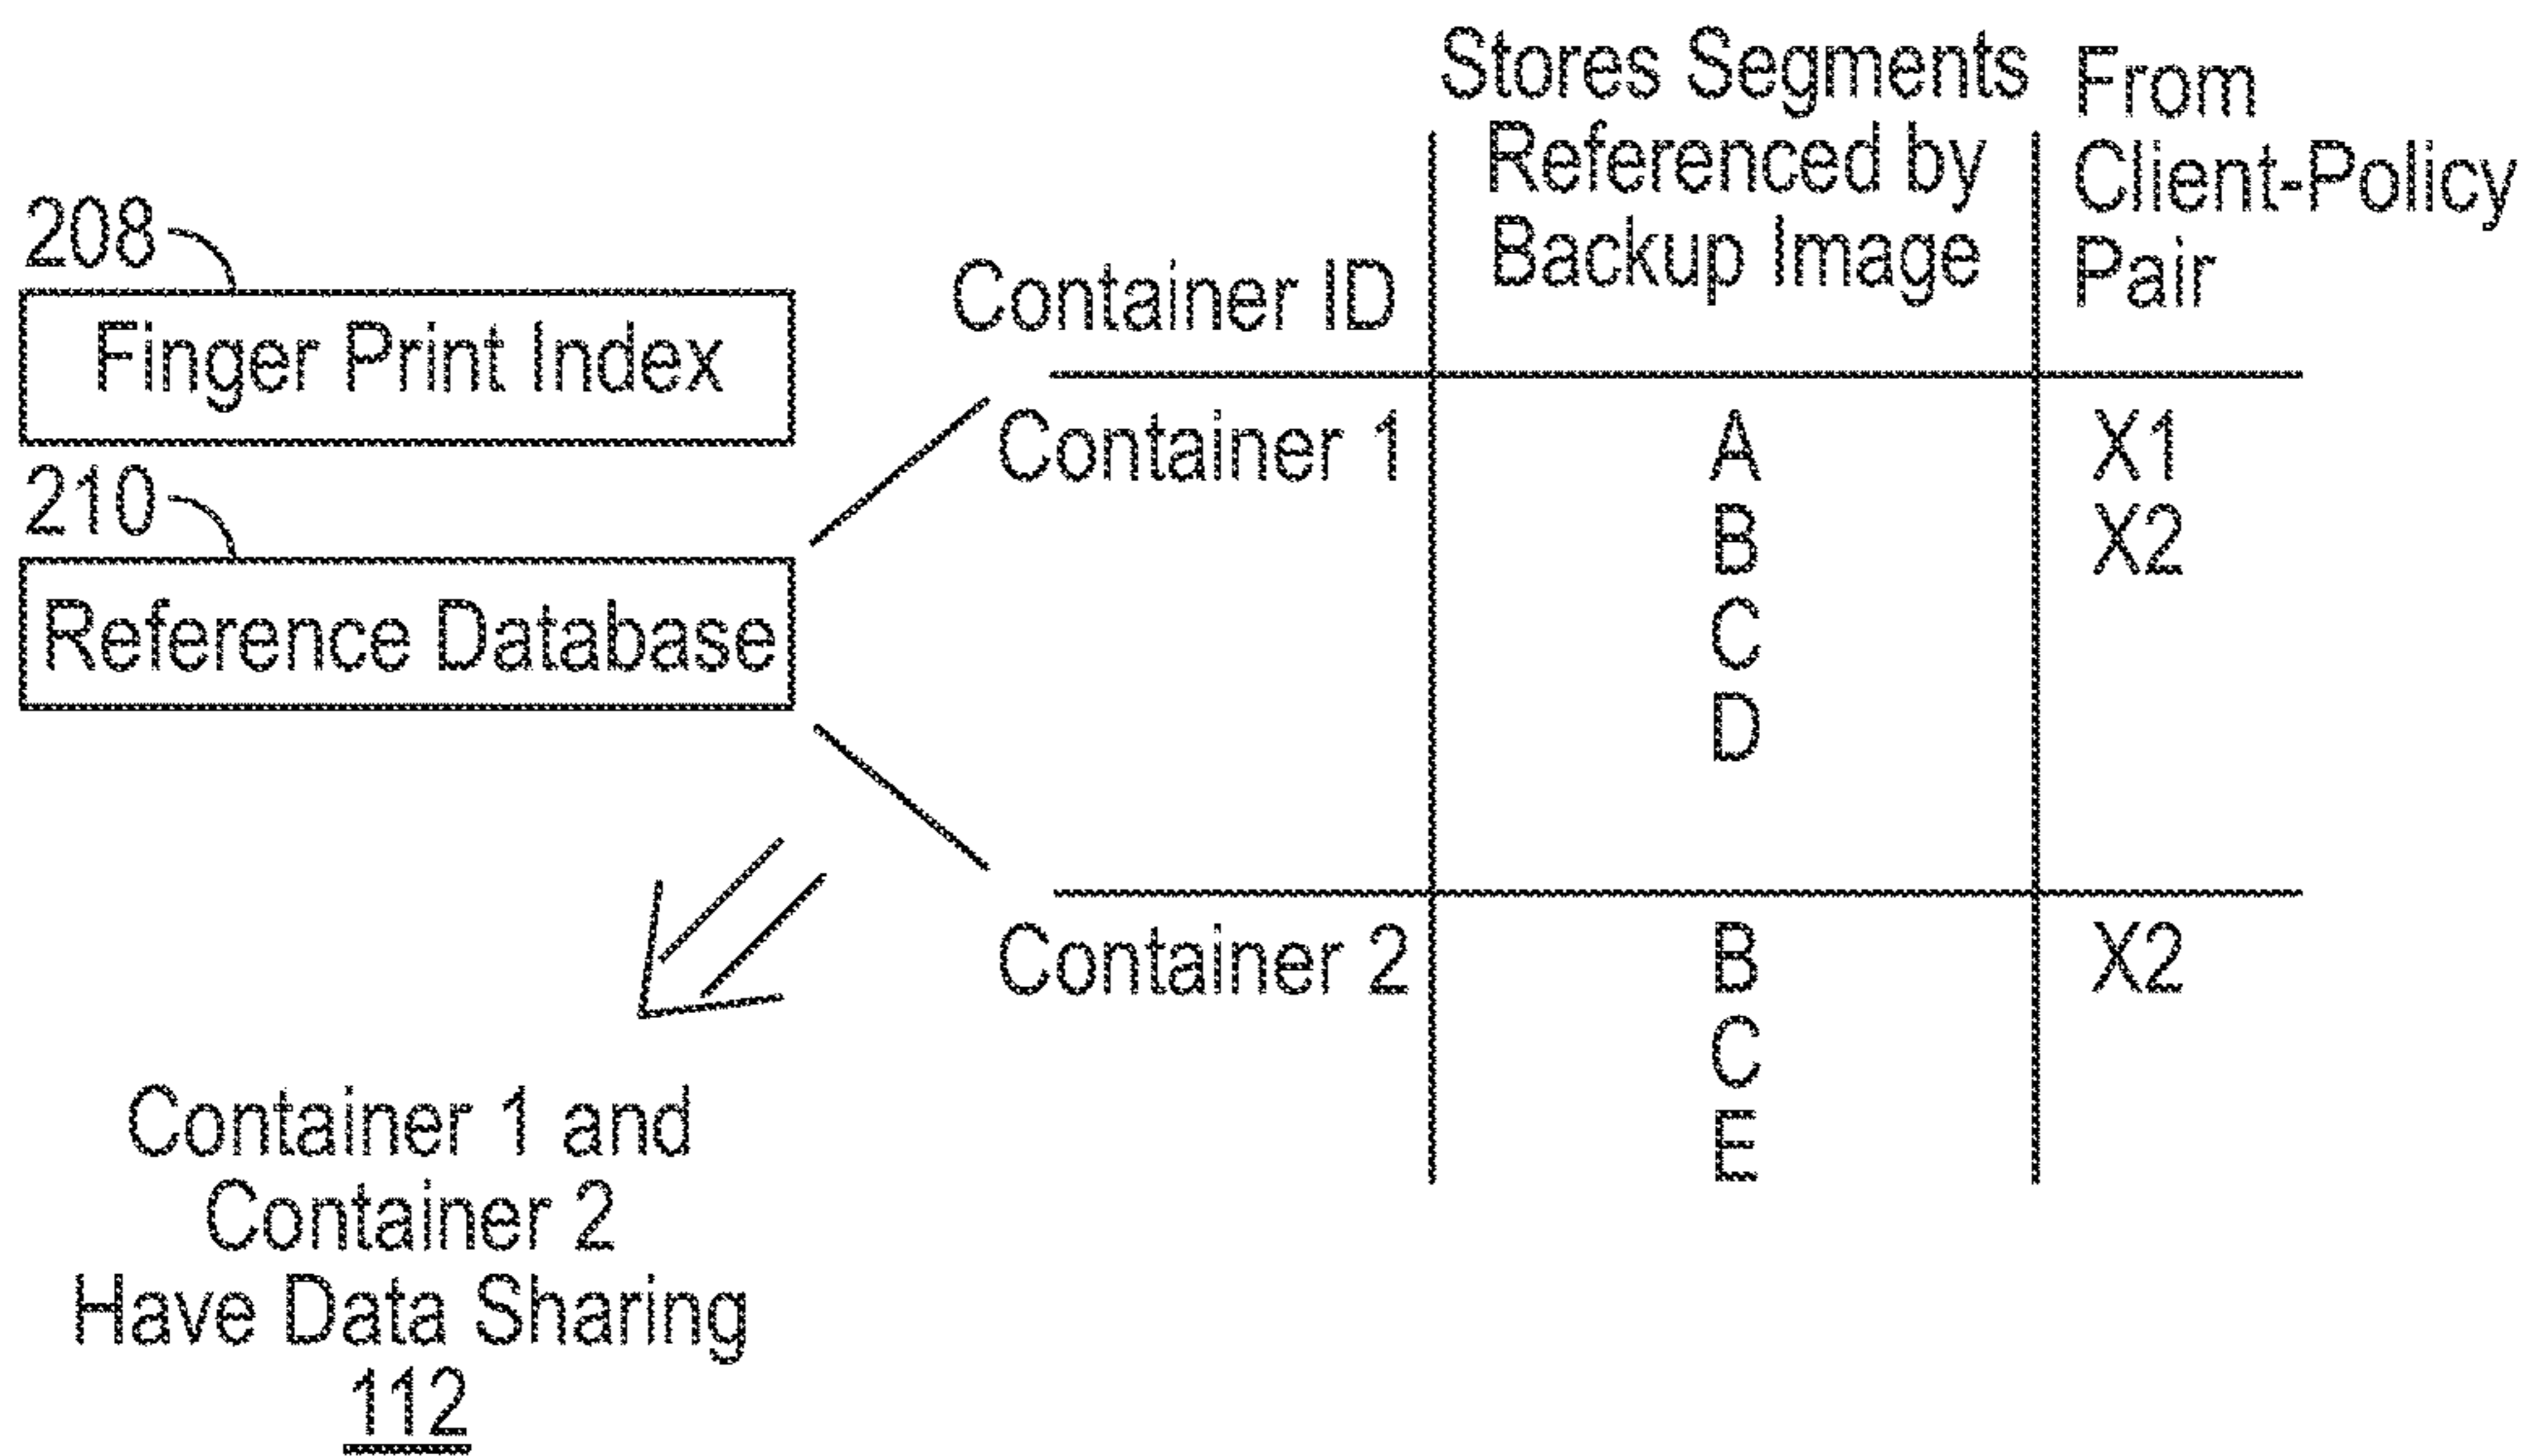 208
Finger Print Index
210
Reference Database
Container 1 and
Container 2
Have Data Sharing
112
Container ID
Stores Segments
Referenced by
Backup Image
From
Client-Policy
Pair
Container 1 A X1
B X2
C
D
Container 2 B X2
C
E